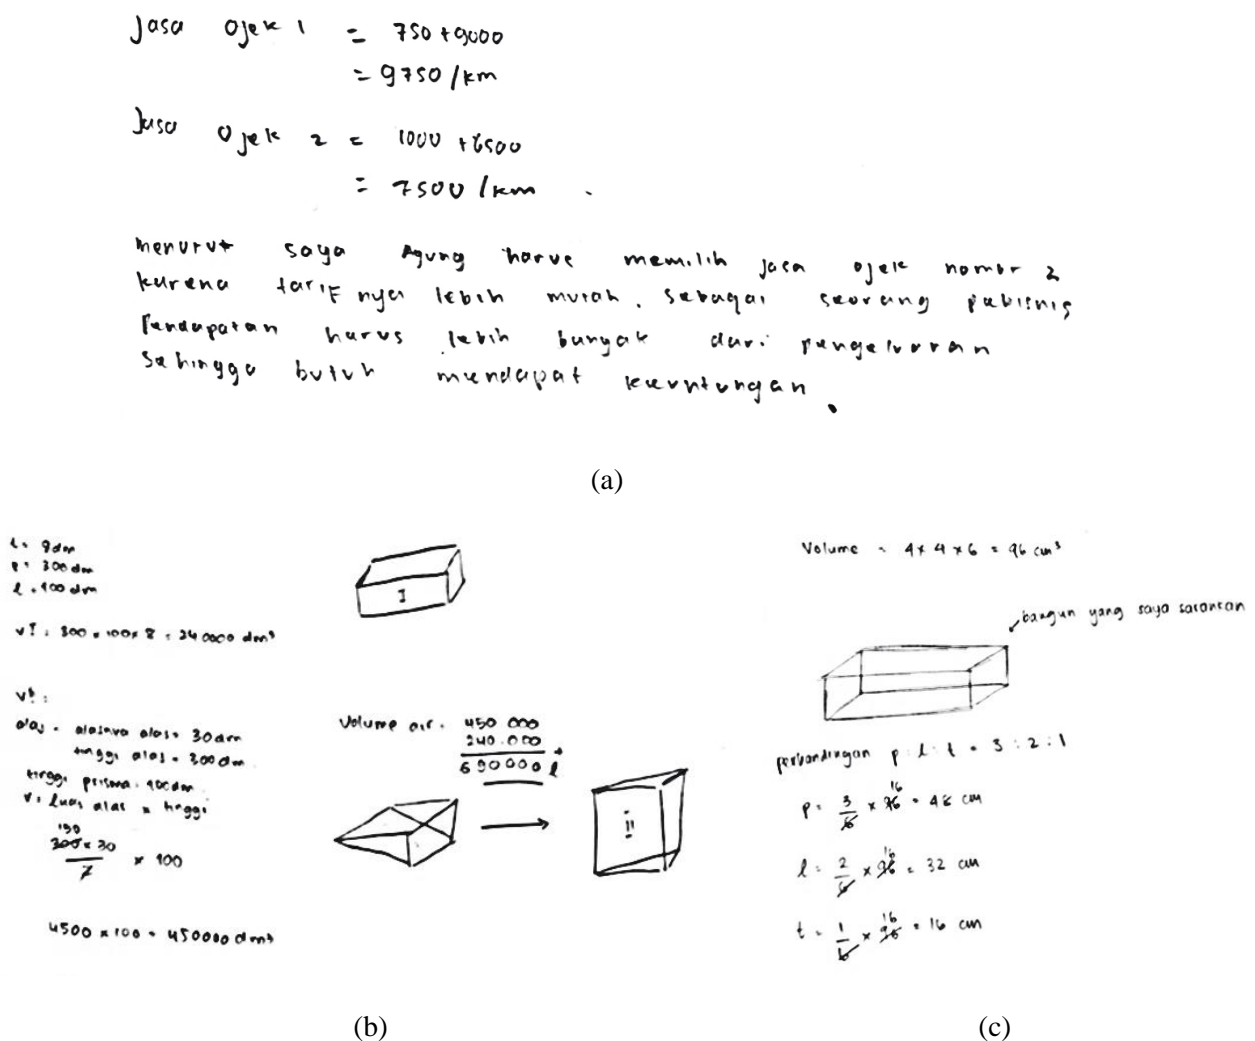 Jasa Ojek 1 = 750 + 9000
= 9750 /km
Jasa Ojek 2 = 1000 + 6500
= 7500 /km
menurut saya Agung harus memilih jasa ojek nomor 2
karena tarif nya lebih murah. Sebagai seorang pebisnis
Pendapatan harus lebih banyak dari pengeluaran
Sehingga butuh mendapat keuntungan.
(a)
p = 300 dm
l = 100 dm
v I = 300 x 100 x 8 = 240000 dm³
alas = alasnya alas = 30 dm
tinggi alas = 300 dm
tinggi prisma = 100 dm
v = luas alas x tinggi
150
300 x 30
x 100
4500 x 100 = 450000 dm³
I
Volume air = 450 000
240.000 +
690000 l
II
(b)
Volume = 4 x 4 x 6 = 96 cm³
bangun yang saya sarankan
perbandingan p : l : t = 3 : 2 : 1
p = 3/6 x 96 16 = 48 cm
l = 2/6 x 96 16 = 32 cm
t = 1/6 x 96 16 = 16 cm
(c)